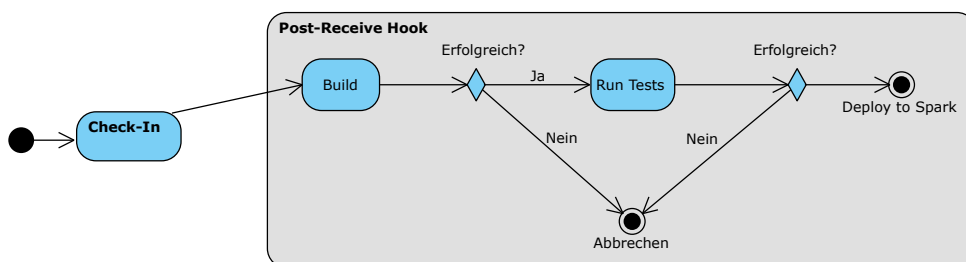 Post-Receive Hook
Erfolgreich?
Erfolgreich?
Build
Ja
Run Tests
Deploy to Spark
Check-In
Nein
Nein
Abbrechen